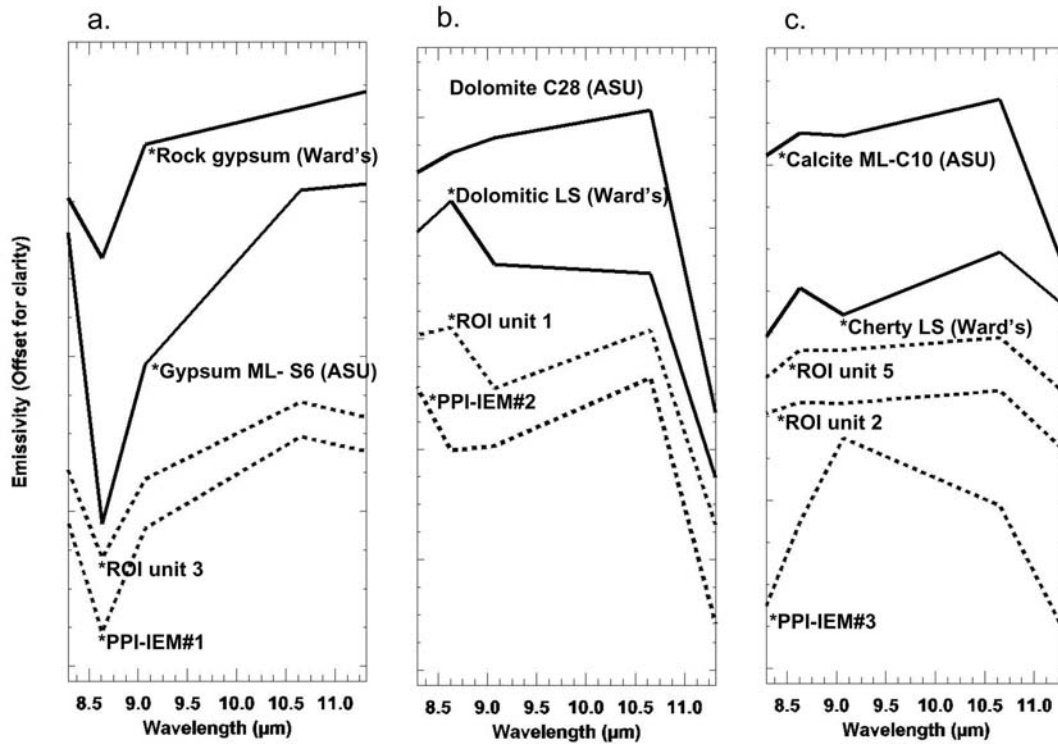 a.
b.
c.
Emissivity (Offset for clarity)
*Rock gypsum (Ward's)
*Gypsum ML- S6 (ASU)
*ROI unit 3
*PPI-IEM#1
8.5 9.0 9.5 10.0 10.5 11.0
Wavelength (µm)
Dolomite C28 (ASU)
*Dolomitic LS (Ward's)
*ROI unit 1
*PPI-IEM#2
8.5 9.0 9.5 10.0 10.5 11.0
Wavelength (µm)
*Calcite ML-C10 (ASU)
*Cherty LS (Ward's)
*ROI unit 5
*ROI unit 2
*PPI-IEM#3
8.5 9.0 9.5 10.0 10.5 11.0
Wavelength (µm)